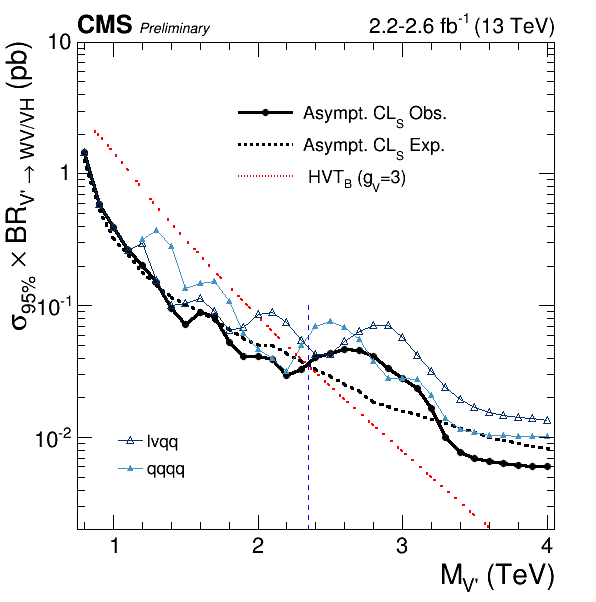 CMS Preliminary 2.2-2.6 fb⁻¹ (13 TeV)
σ95% × BRV' → WV/VH (pb)
10
Asympt. CLS Obs.
Asympt. CLS Exp.
1
HVTB (gV=3)
10⁻¹
10⁻²
lvqq
qqqq
1 2 3 4
MV' (TeV)